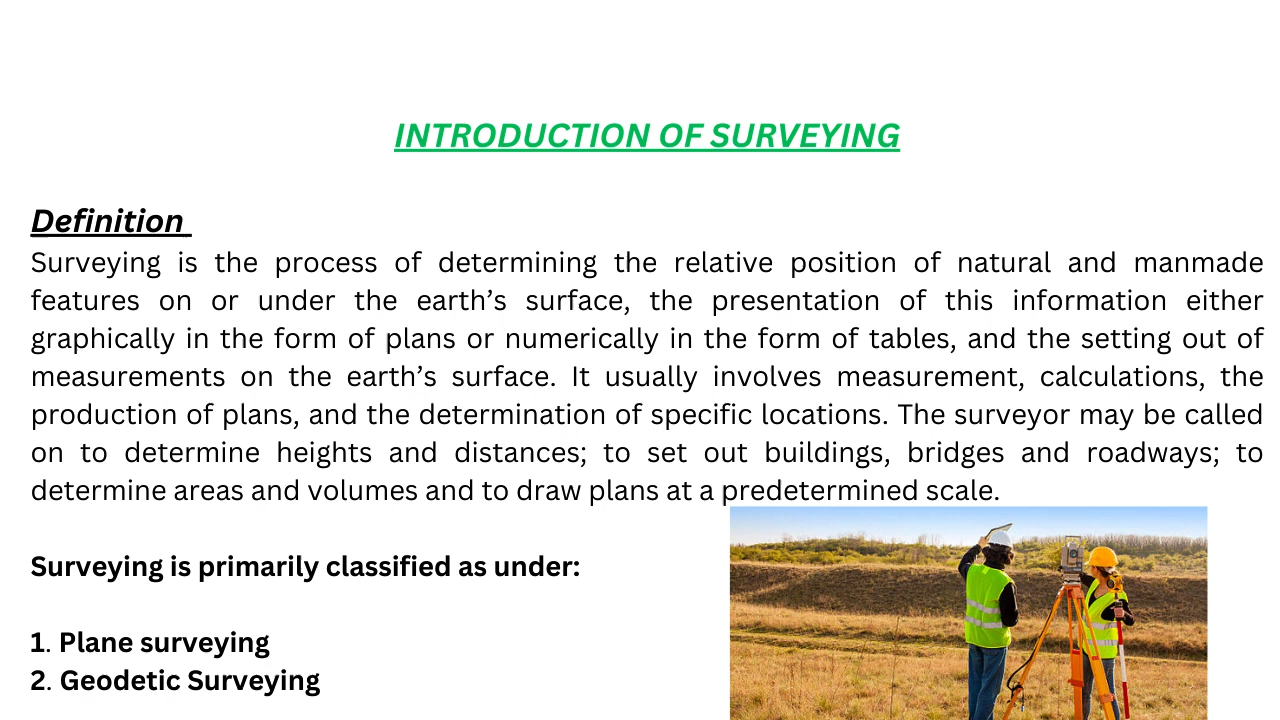 INTRODUCTION OF SURVEYING
Definition
Surveying is the process of determining the relative position of natural and manmade
features on or under the earth’s surface, the presentation of this information either
graphically in the form of plans or numerically in the form of tables, and the setting out of
measurements on the earth’s surface. It usually involves measurement, calculations, the
production of plans, and the determination of specific locations. The surveyor may be called
on to determine heights and distances; to set out buildings, bridges and roadways; to
determine areas and volumes and to draw plans at a predetermined scale.
Surveying is primarily classified as under:
1. Plane surveying
2. Geodetic Surveying